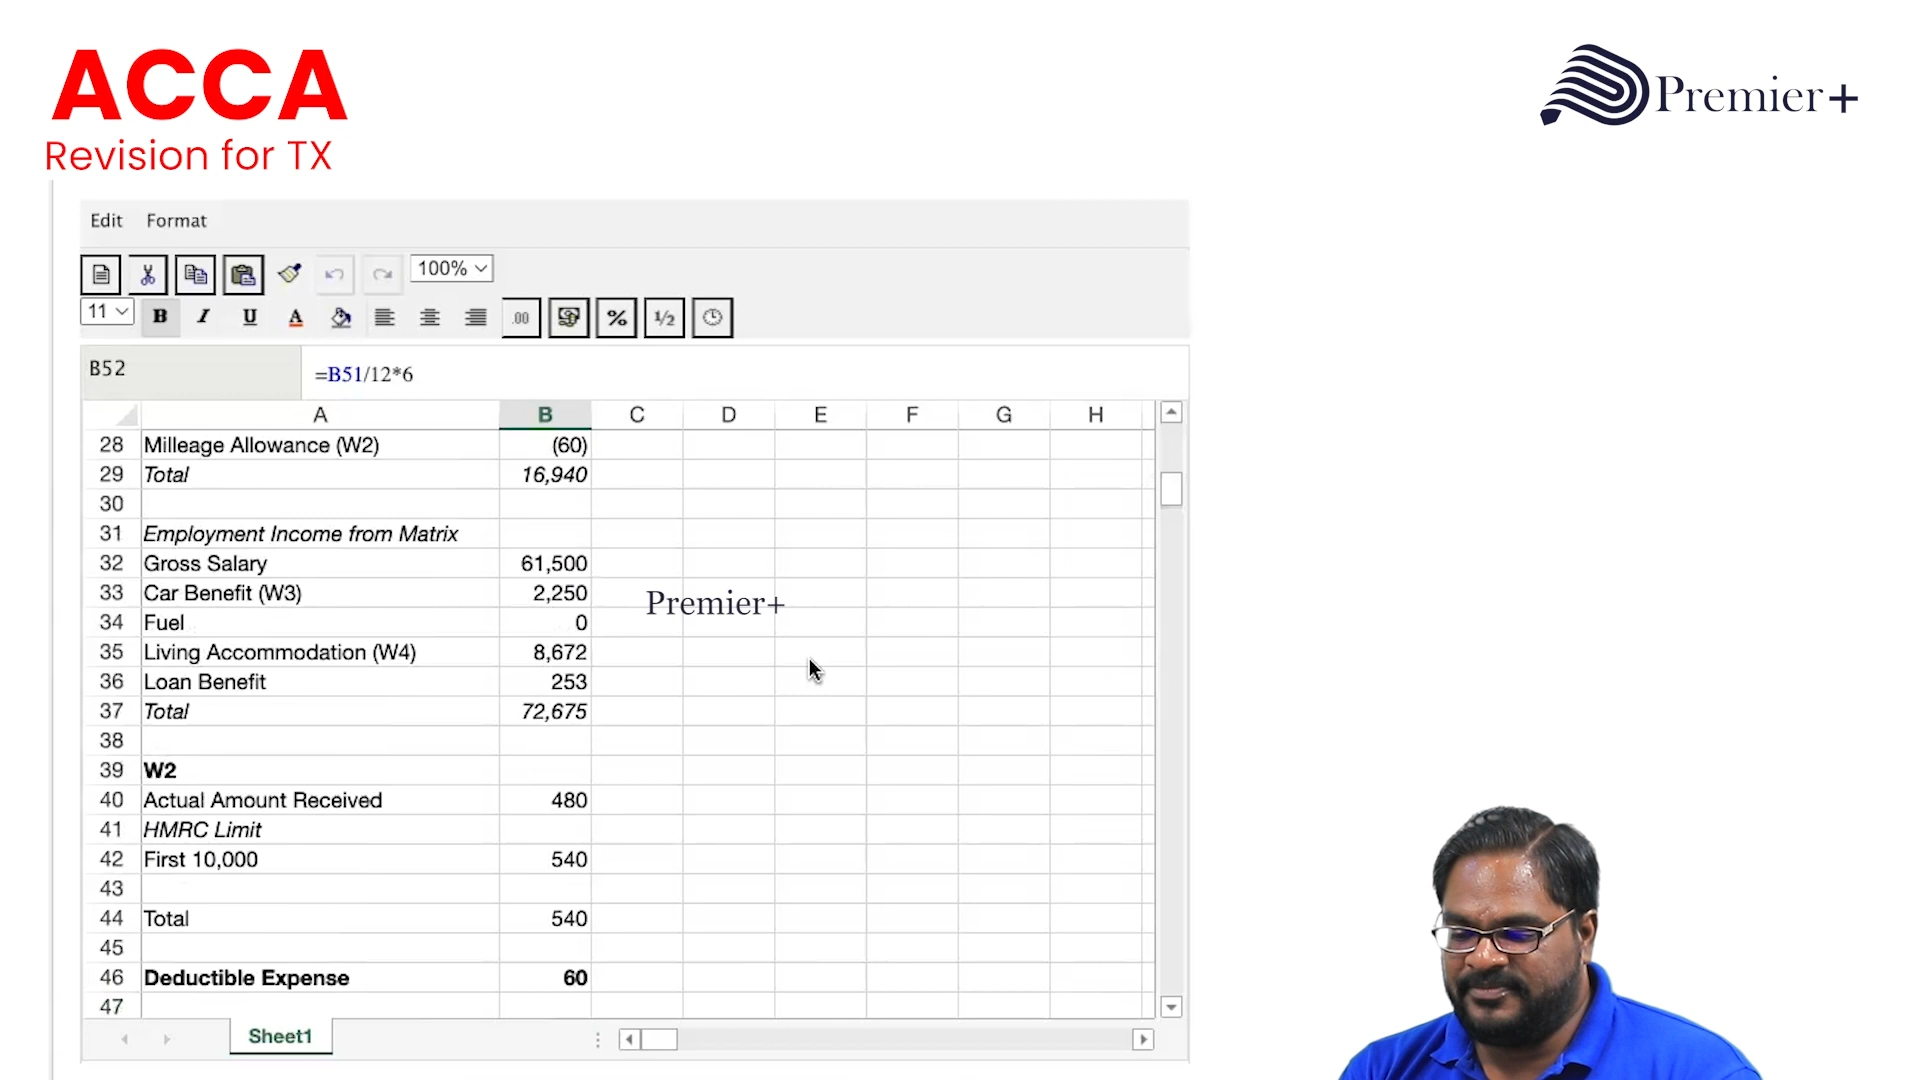 ACCA
Revision for TX
Premier+
Edit Format
100%
11 B I U A .00 % 1/2
B52 =B51/12*6
A B C D E F G H
28 Milleage Allowance (W2) (60)
29 Total 16,940
30
31 Employment Income from Matrix
32 Gross Salary 61,500
33 Car Benefit (W3) 2,250
34 Fuel 0
35 Living Accommodation (W4) 8,672
36 Loan Benefit 253
37 Total 72,675
38
39 W2
40 Actual Amount Received 480
41 HMRC Limit
42 First 10,000 540
43
44 Total 540
45
46 Deductible Expense 60
47
Premier+
Sheet1